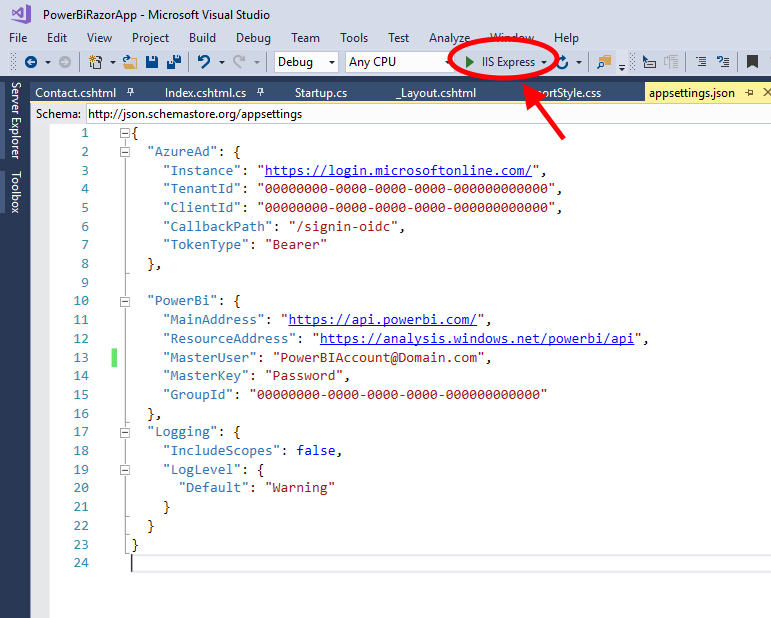 PowerBiRazorApp - Microsoft Visual Studio
File Edit View Project Build Debug Team Tools Test Analyze Window Help
Debug Any CPU IIS Express
Server Explorer
Toolbox
Contact.cshtml Index.cshtml.cs Startup.cs _Layout.cshtml ortStyle.css appsettings.json
Schema: http://json.schemastore.org/appsettings
1 {
2 "AzureAd": {
3 "Instance": "https://login.microsoftonline.com/",
4 "TenantId": "00000000-0000-0000-0000-000000000000",
5 "ClientId": "00000000-0000-0000-0000-000000000000",
6 "CallbackPath": "/signin-oidc",
7 "TokenType": "Bearer"
8 },
9
10 "PowerBi": {
11 "MainAddress": "https://api.powerbi.com/",
12 "ResourceAddress": "https://analysis.windows.net/powerbi/api",
13 "MasterUser": "PowerBIAccount@Domain.com",
14 "MasterKey": "Password",
15 "GroupId": "00000000-0000-0000-0000-000000000000"
16 },
17 "Logging": {
18 "IncludeScopes": false,
19 "LogLevel": {
20 "Default": "Warning"
21 }
22 }
23 }
24